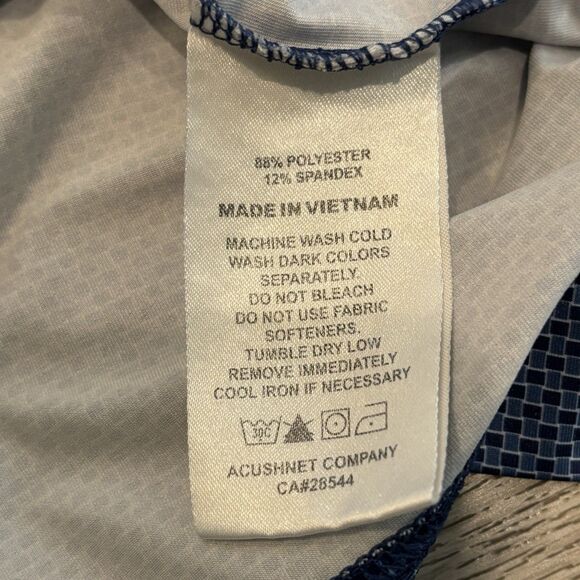 88% POLYESTER
12% SPANDEX
MADE IN VIETNAM
MACHINE WASH COLD
WASH DARK COLORS
SEPARATELY.
DO NOT BLEACH
DO NOT USE FABRIC
SOFTENERS.
TUMBLE DRY LOW
REMOVE IMMEDIATELY
COOL IRON IF NECESSARY
30C
ACUSHNET COMPANY
CA#28544